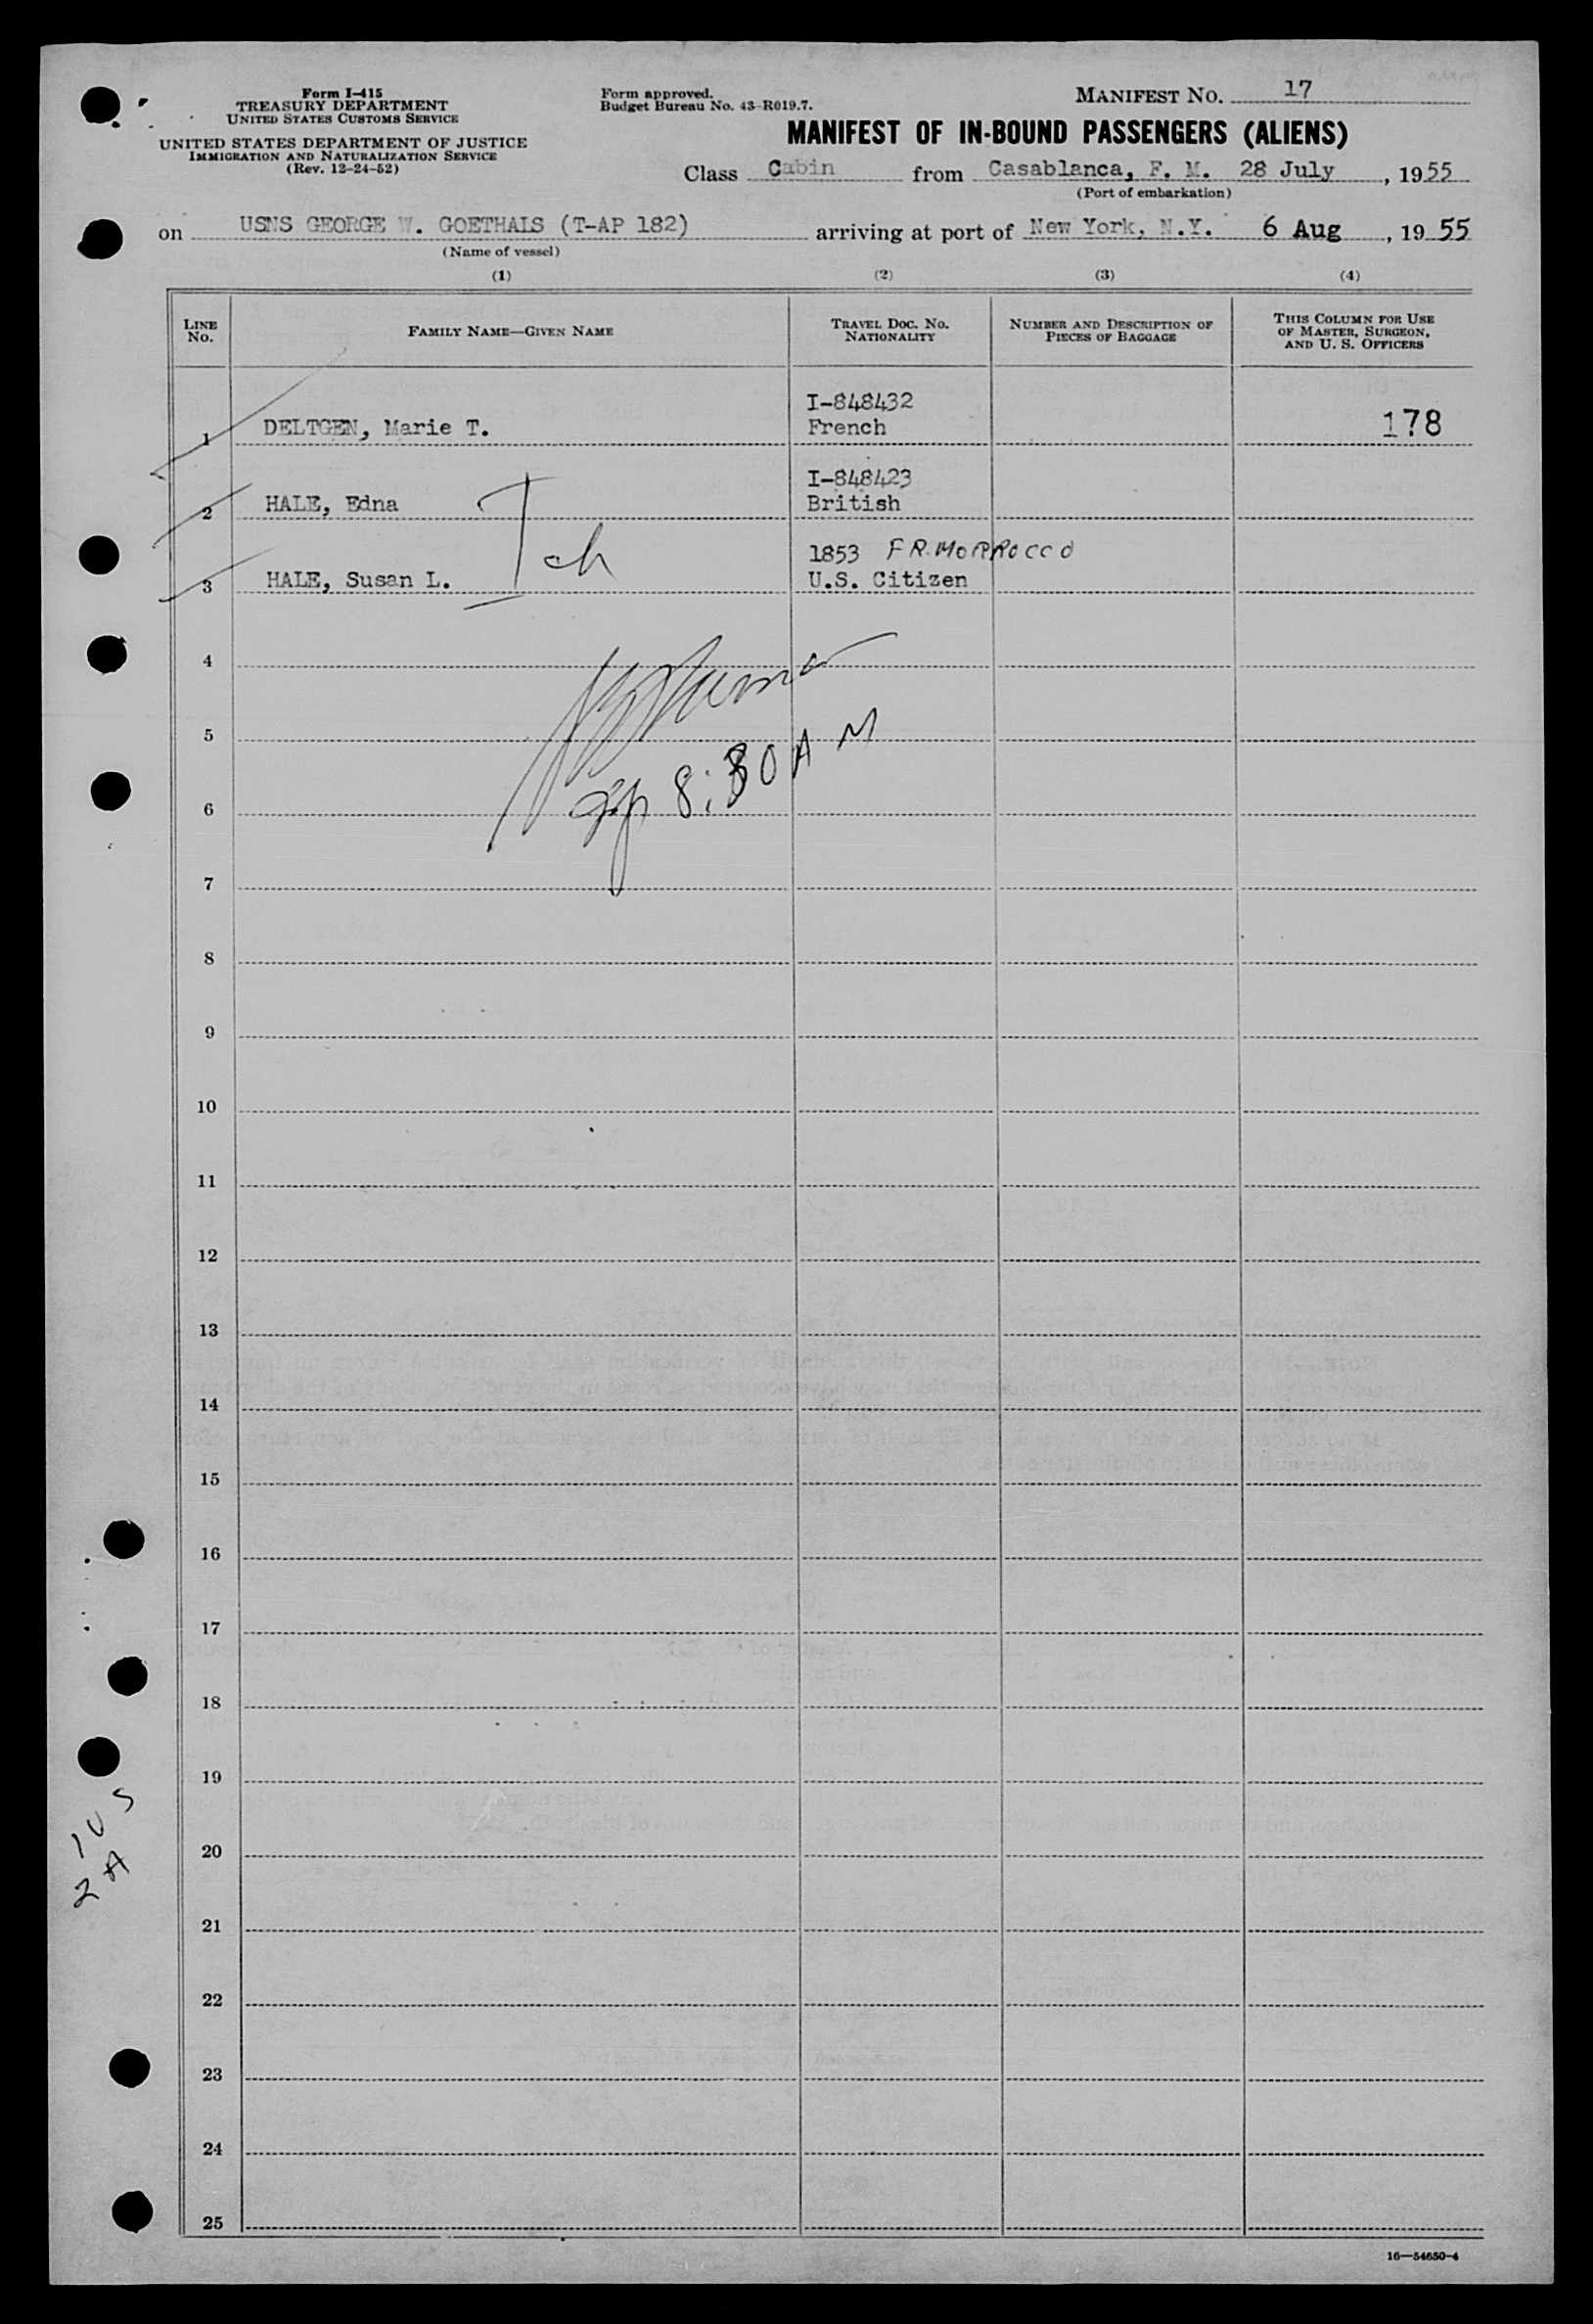 Form I-415
TREASURY DEPARTMENT
UNITED STATES CUSTOMS SERVICE
UNITED STATES DEPARTMENT OF JUSTICE
IMMIGRATION AND NATURALIZATION SERVICE
(Rev. 12-24-52)
Form approved.
Budget Bureau No. 43-R019.7.
MANIFEST NO. 17
MANIFEST OF IN-BOUND PASSENGERS (ALIENS)
Class Cabin from Casablanca, F. M. 28 July, 1955
(Port of embarkation)
on USNS GEORGE W. GOETHALS (T-AP 182) arriving at port of New York, N.Y. 6 Aug, 1955
(Name of vessel)
(1) (2) (3) (4)
LINE NO. FAMILY NAME—GIVEN NAME TRAVEL DOC. NO. NATIONALITY NUMBER AND DESCRIPTION OF PIECES OF BAGGAGE THIS COLUMN FOR USE OF MASTER, SURGEON, AND U. S. OFFICERS
I-848432
1 DELTGEN, Marie T. French 178
I-848423
2 HALE, Edna British
1853 FR. MORROCCO
3 HALE, Susan L. U.S. Citizen
4
5
8:30 AM
6
7
8
9
10
11
12
13
14
15
16
17
18
19
1 U S
2 A
20
21
22
23
24
25
16—54650-4